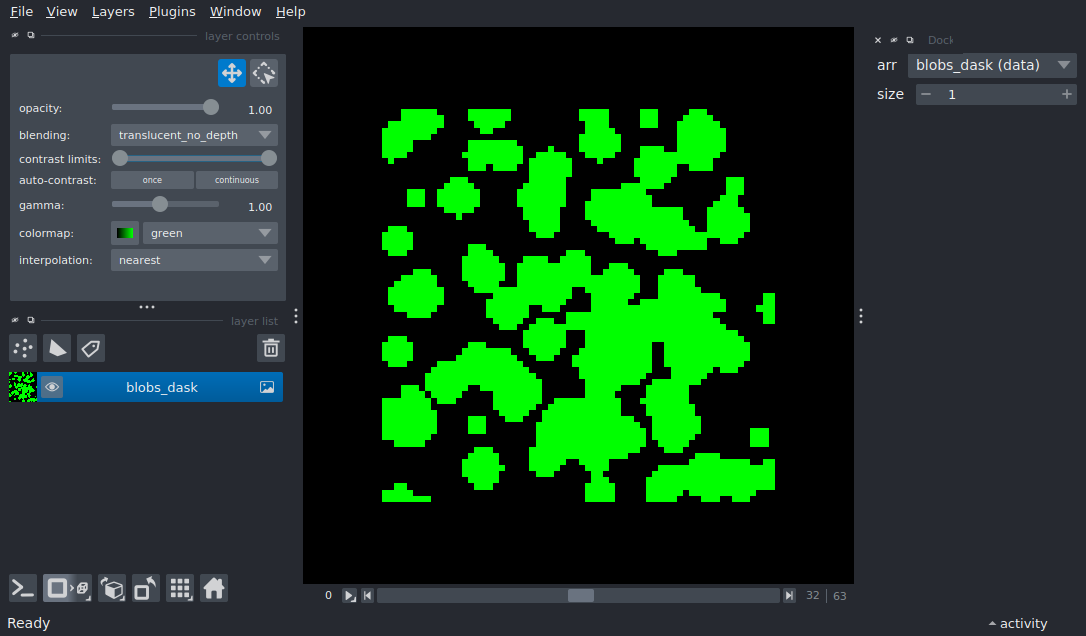 File View Layers Plugins Window Help
layer controls
opacity: 1.00
blending: translucent_no_depth
contrast limits:
auto-contrast: once continuous
gamma: 1.00
colormap: green
interpolation: nearest
layer list
blobs_dask
0 32 63
Dock
arr blobs_dask (data)
size 1
Ready
activity